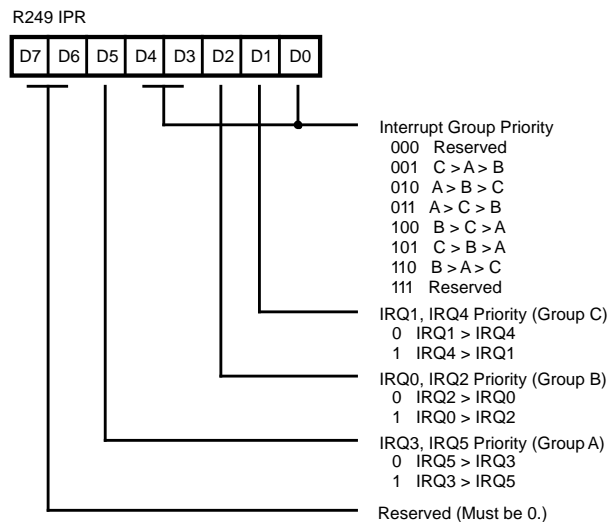 R249 IPR
D7 D6 D5 D4 D3 D2 D1 D0
Interrupt Group Priority
000 Reserved
001 C > A > B
010 A > B > C
011 A > C > B
100 B > C > A
101 C > B > A
110 B > A > C
111 Reserved
IRQ1, IRQ4 Priority (Group C)
0 IRQ1 > IRQ4
1 IRQ4 > IRQ1
IRQ0, IRQ2 Priority (Group B)
0 IRQ2 > IRQ0
1 IRQ0 > IRQ2
IRQ3, IRQ5 Priority (Group A)
0 IRQ5 > IRQ3
1 IRQ3 > IRQ5
Reserved (Must be 0.)